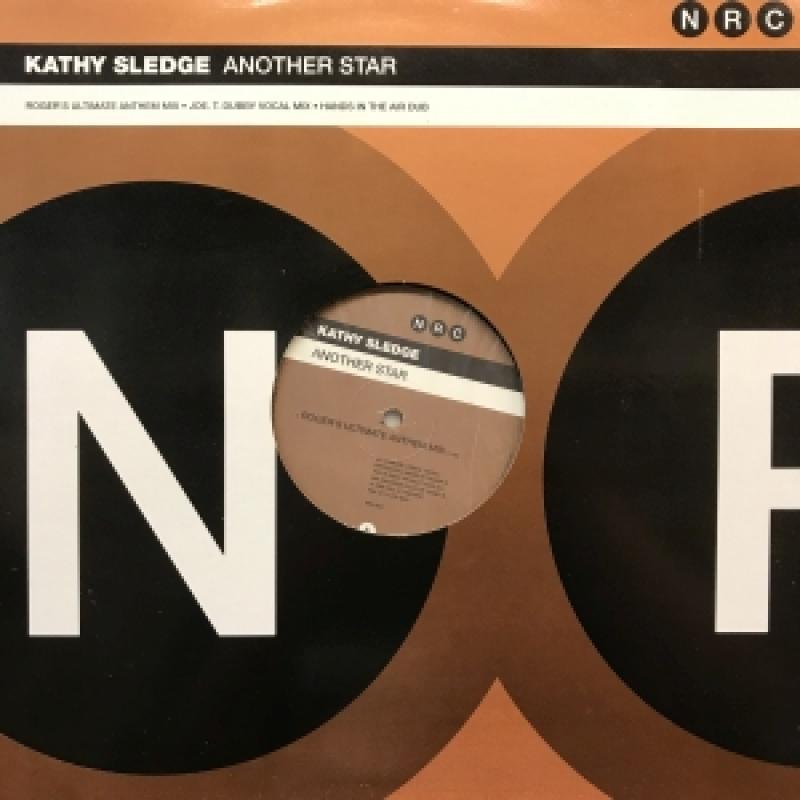 N R C
KATHY SLEDGE ANOTHER STAR
ROGER'S ULTIMATE ANTHEM MIX • JOE. T. DUBBY VOCAL MIX • HANDS IN THE AIR DUB
N R
N R C
KATHY SLEDGE
ANOTHER STAR
ROGER'S ULTIMATE ANTHEM MIX